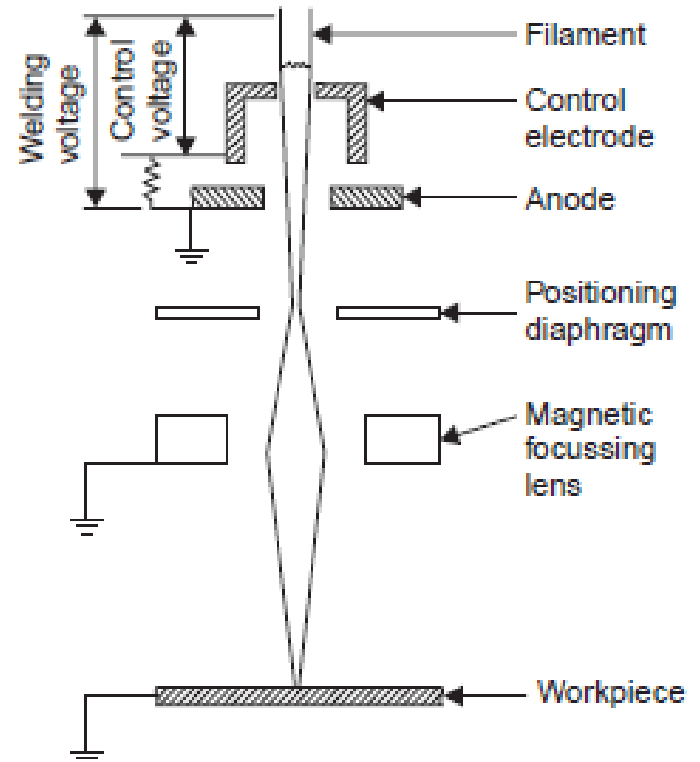 Welding
voltage
Control
voltage
Filament
Control
electrode
Anode
Positioning
diaphragm
Magnetic
focussing
lens
Workpiece